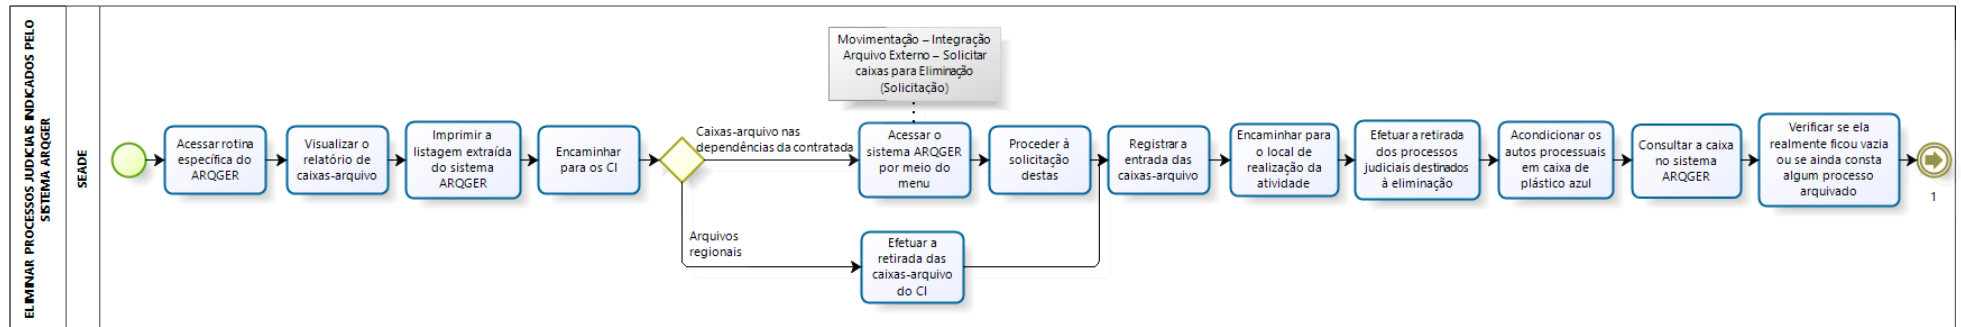 ELIMINAR PROCESSOS JUDICIAIS INDICADOS PELO
SISTEMA ARQGER
SEADE
Acessar rotina
específica do
ARQGER
Visualizar o
relatório de
caixas-arquivo
Imprimir a
listagem extraída
do sistema
ARQGER
Encaminhar
para os CI
Caixas-arquivo nas
dependências da contratada
Arquivos
regionais
Movimentação – Integração
Arquivo Externo – Solicitar
caixas para Eliminação
(Solicitação)
Acessar o
sistema ARQGER
por meio do
menu
Proceder à
solicitação
destas
Efetuar a
retirada das
caixas-arquivo
do CI
Registrar a
entrada das
caixas-arquivo
Encaminhar para
o local de
realização da
atividade
Efetuar a retirada
dos processos
judiciais destinados
à eliminação
Acondicionar os
autos processuais
em caixa de
plástico azul
Consultar a caixa
no sistema
ARQGER
Verificar se ela
realmente ficou vazia
ou se ainda consta
algum processo
arquivado
1